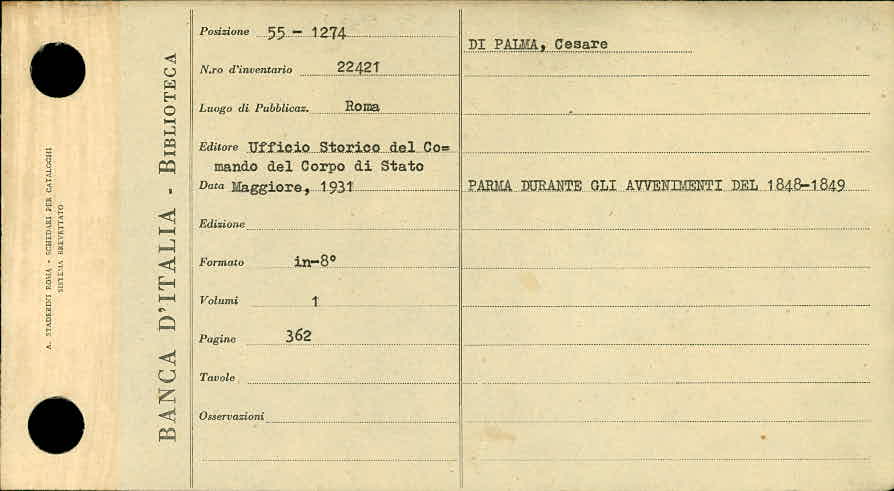 A. STADERINI ROMA - SCHEDARI PER CATALOGHI
SISTEMA BREVETTATO
BANCA D'ITALIA - BIBLIOTECA
Posizione 55 - 1274
N.ro d'inventario 22421
Luogo di Pubblicaz. Roma
Editore Ufficio Storico del Co=
mando del Corpo di Stato
Data Maggiore, 1931
Edizione
Formato in-8°
Volumi 1
Pagine 362
Tavole
Osservazioni
DI PALMA, Cesare
PARMA DURANTE GLI AVVENIMENTI DEL 1848-1849